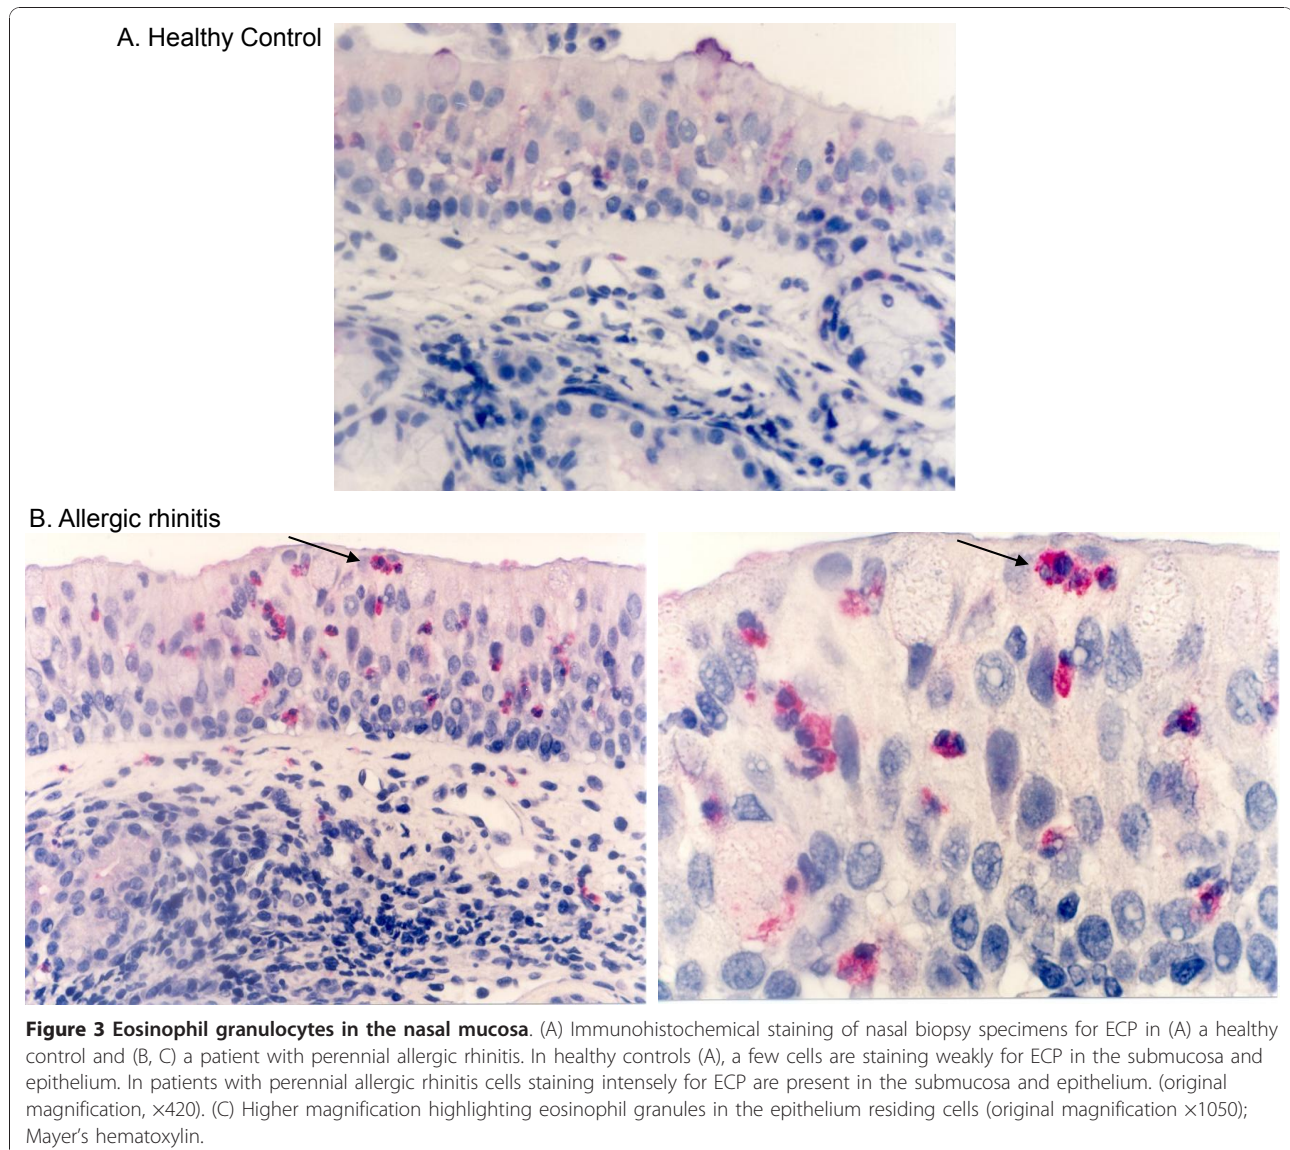 A. Healthy Control
B. Allergic rhinitis
Figure 3 Eosinophil granulocytes in the nasal mucosa. (A) Immunohistochemical staining of nasal biopsy specimens for ECP in (A) a healthy
control and (B, C) a patient with perennial allergic rhinitis. In healthy controls (A), a few cells are staining weakly for ECP in the submucosa and
epithelium. In patients with perennial allergic rhinitis cells staining intensely for ECP are present in the submucosa and epithelium. (original
magnification, ×420). (C) Higher magnification highlighting eosinophil granules in the epithelium residing cells (original magnification ×1050);
Mayer's hematoxylin.